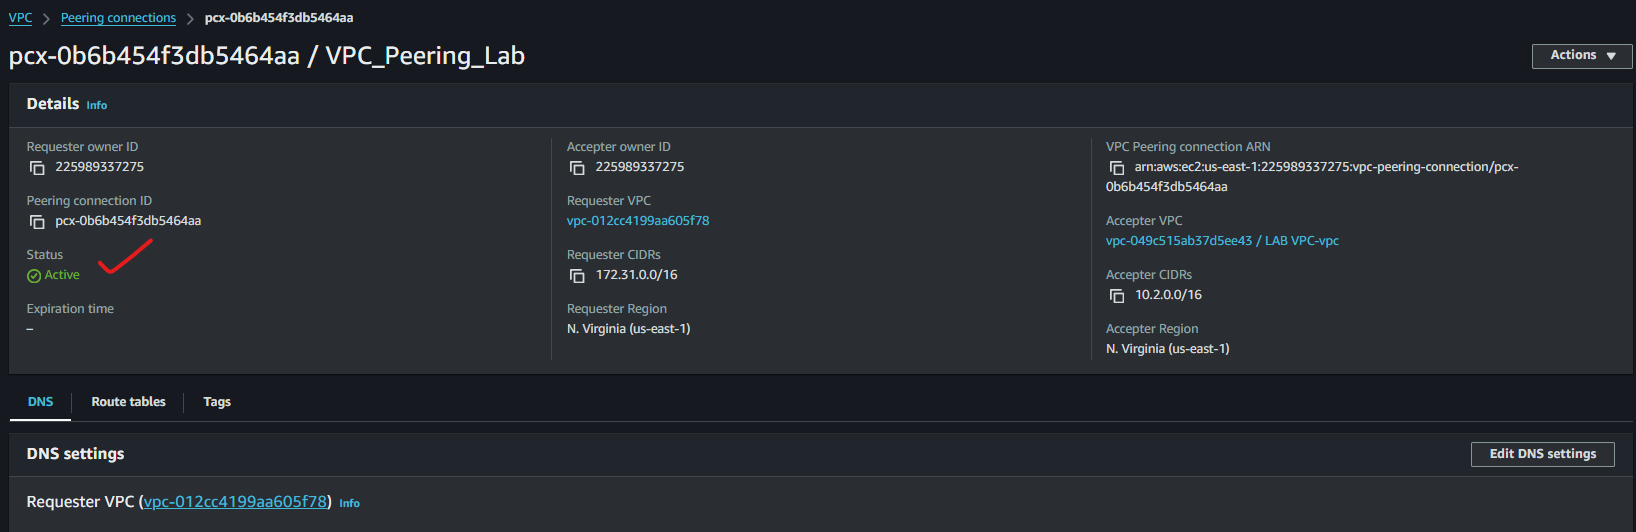 VPC > Peering connections > pcx-0b6b454f3db5464aa
pcx-0b6b454f3db5464aa / VPC_Peering_Lab
Actions
Details Info
Requester owner ID
225989337275
Peering connection ID
pcx-0b6b454f3db5464aa
Status
Active
Expiration time
–
Accepter owner ID
225989337275
Requester VPC
vpc-012cc4199aa605f78
Requester CIDRs
172.31.0.0/16
Requester Region
N. Virginia (us-east-1)
VPC Peering connection ARN
arn:aws:ec2:us-east-1:225989337275:vpc-peering-connection/pcx-
0b6b454f3db5464aa
Accepter VPC
vpc-049c515ab37d5ee43 / LAB VPC-vpc
Accepter CIDRs
10.2.0.0/16
Accepter Region
N. Virginia (us-east-1)
DNS Route tables Tags
DNS settings
Edit DNS settings
Requester VPC (vpc-012cc4199aa605f78) Info